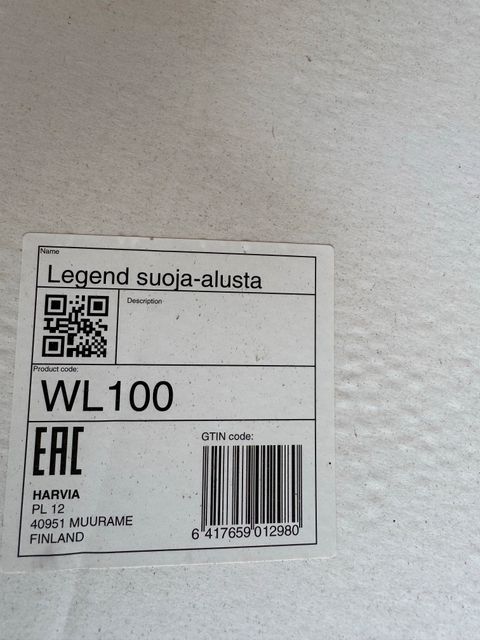 Name
Legend suoja-alusta
Description
Product code:
WL100
EAC
GTIN code:
HARVIA
PL 12
40951 MUURAME
FINLAND
6 417659 012980